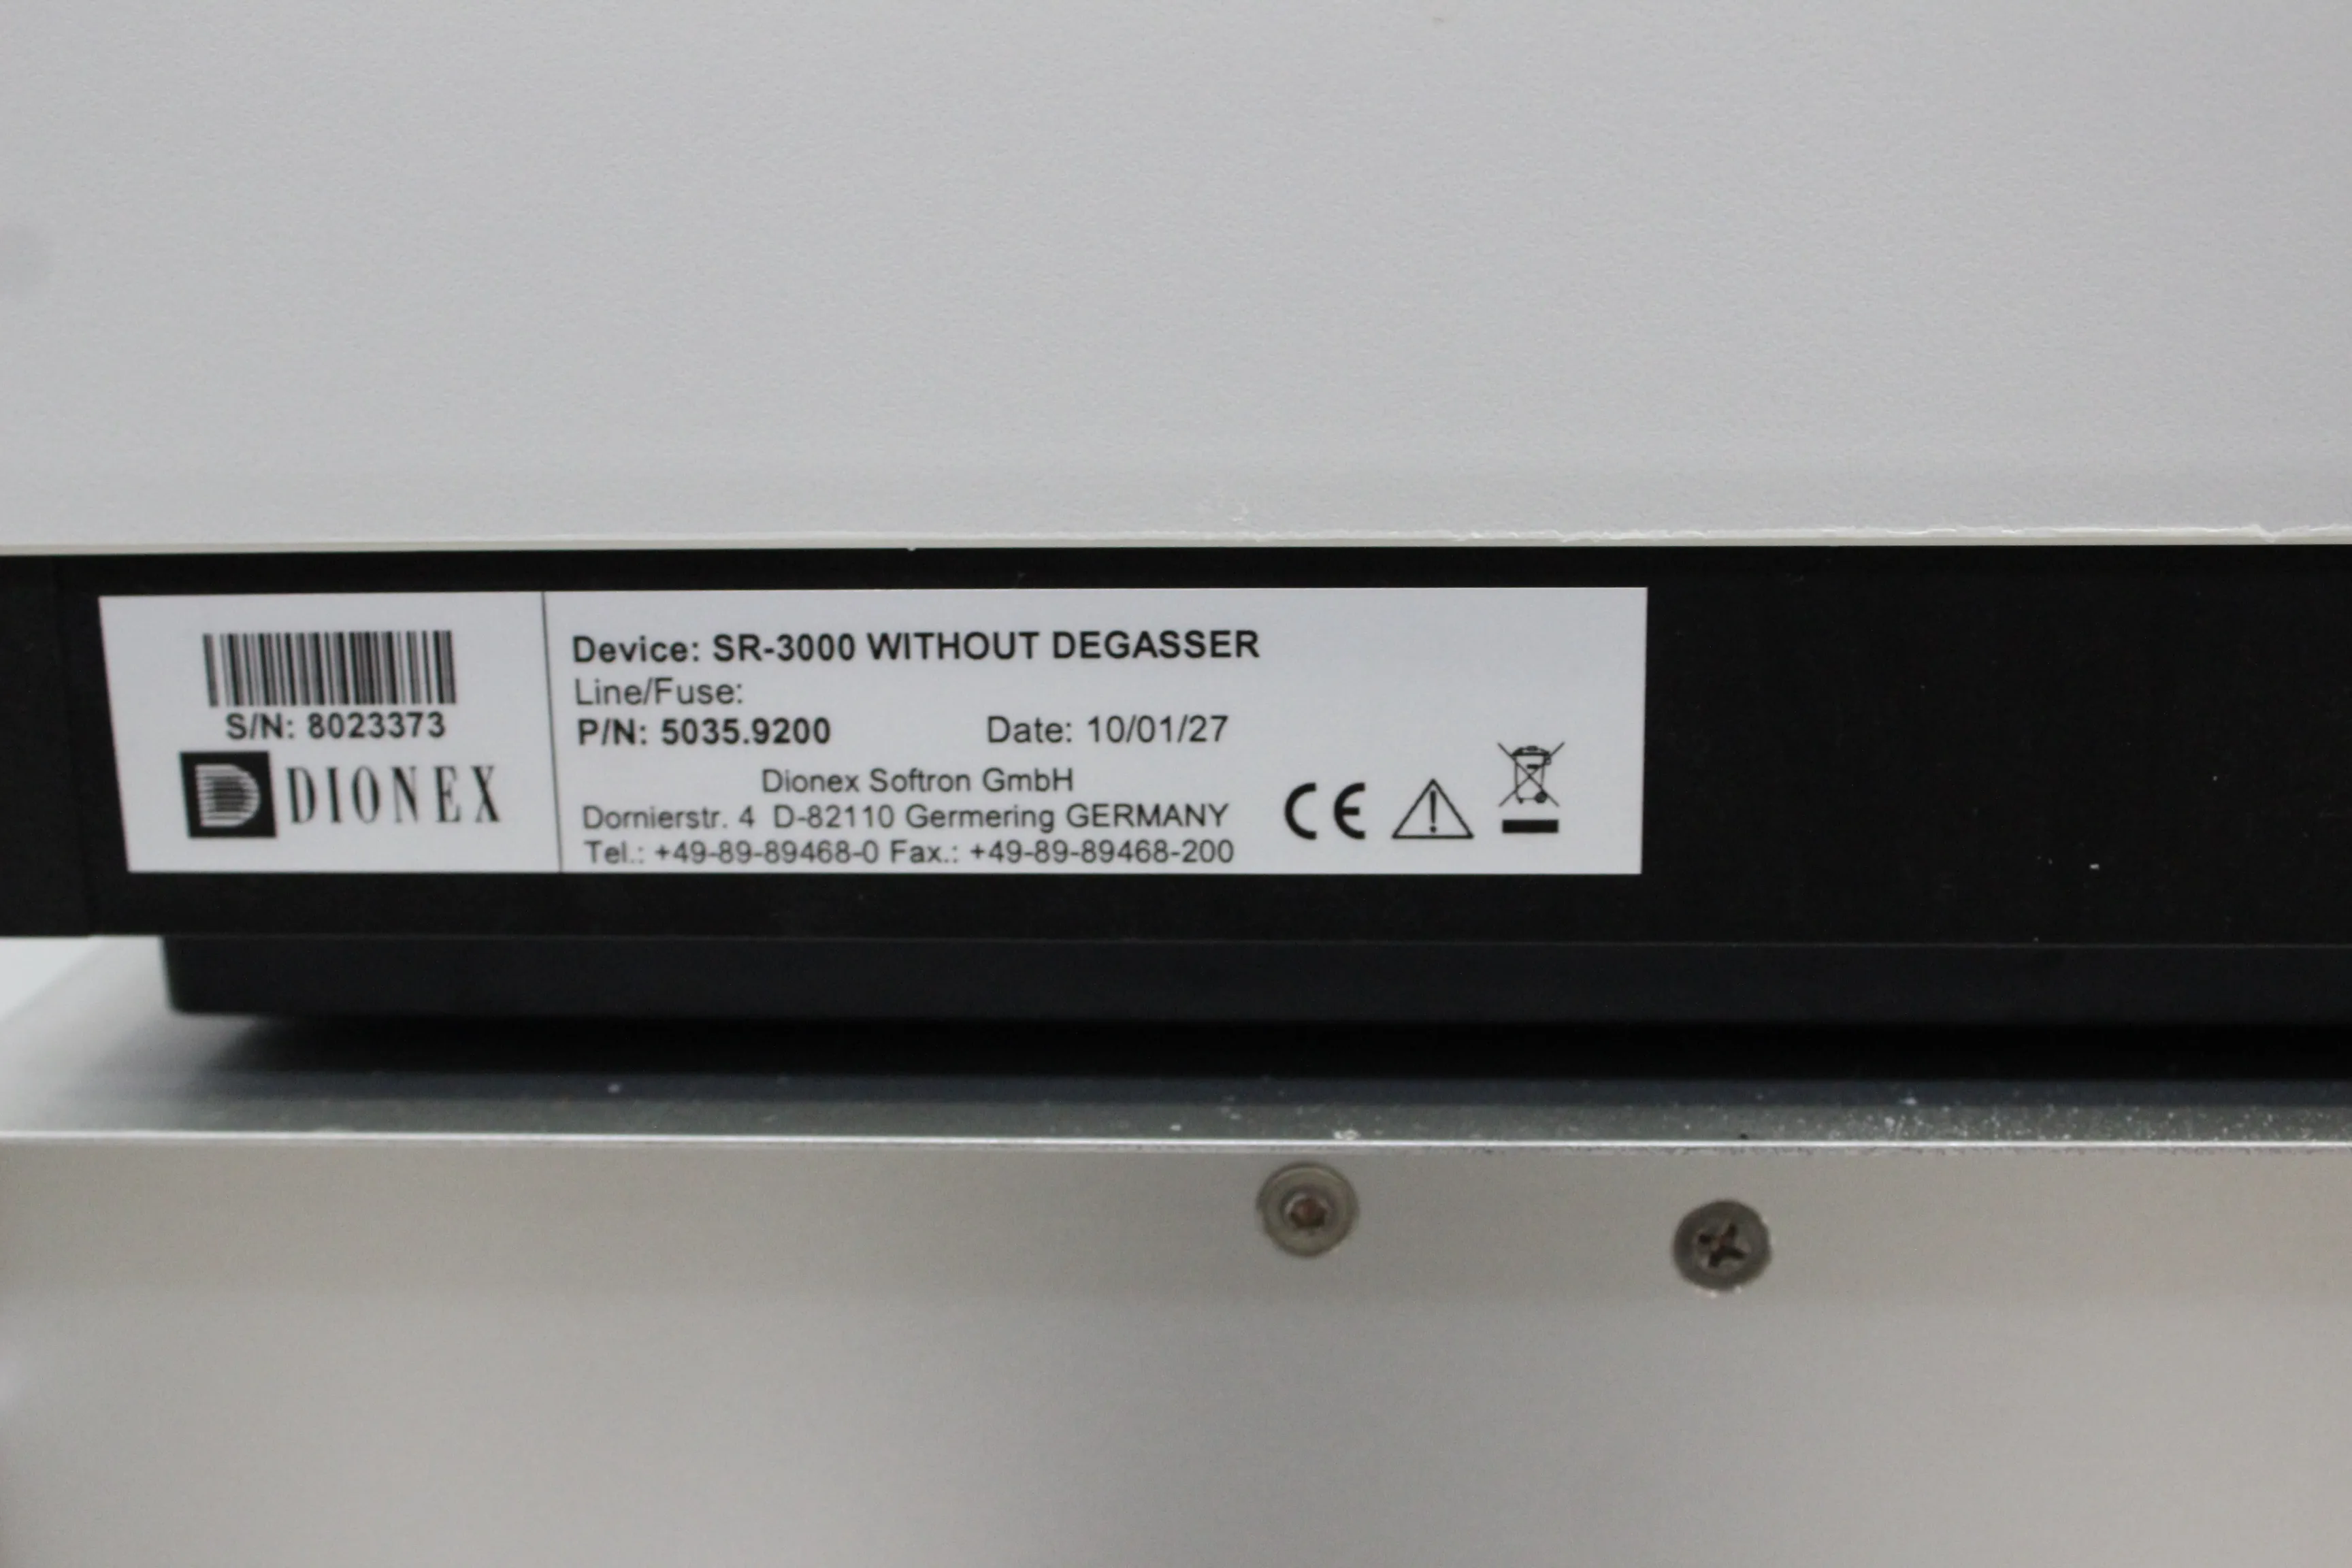 S/N: 8023373
DIONEX
Device: SR-3000 WITHOUT DEGASSER
Line/Fuse:
P/N: 5035.9200 Date: 10/01/27
Dionex Softron GmbH
Dornierstr. 4 D-82110 Germering GERMANY
Tel.: +49-89-89468-0 Fax.: +49-89-89468-200
CE